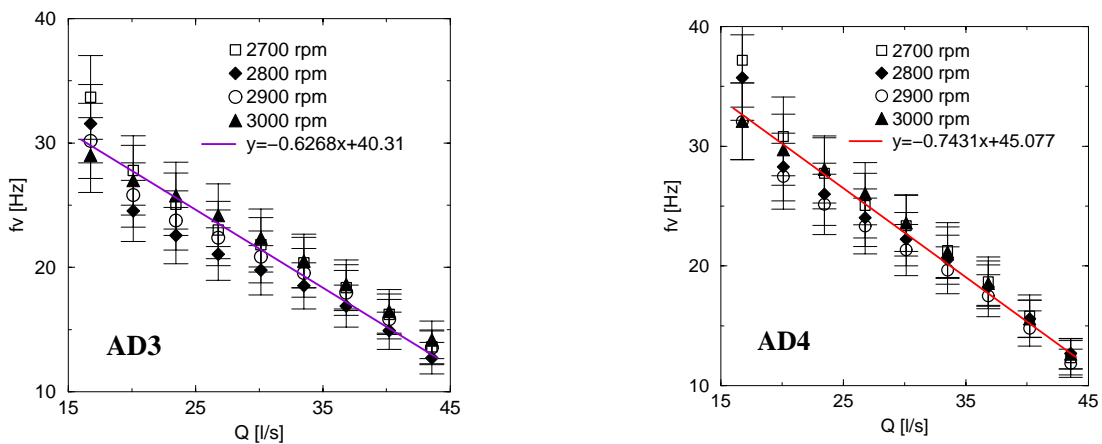 40
30
20
10
fv [Hz]
2700 rpm
2800 rpm
2900 rpm
3000 rpm
y=−0.6268x+40.31
AD3
15 25 35 45
Q [l/s]
40
30
20
10
fv [Hz]
2700 rpm
2800 rpm
2900 rpm
3000 rpm
y=−0.7431x+45.077
AD4
15 25 35 45
Q [l/s]